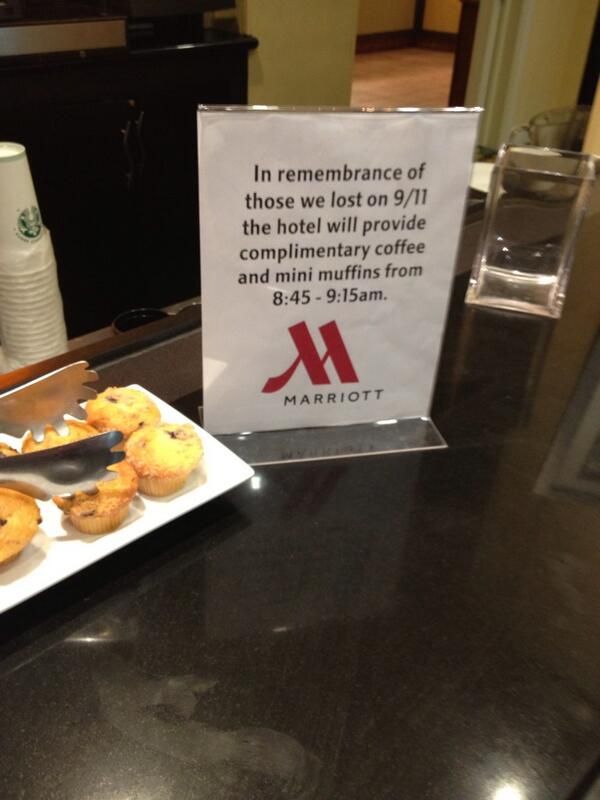 In remembrance of
those we lost on 9/11
the hotel will provide
complimentary coffee
and mini muffins from
8:45 - 9:15am.
MARRIOTT